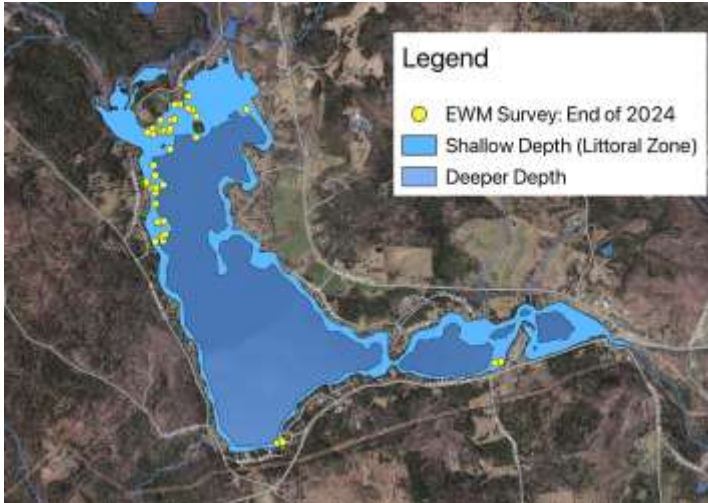 Legend
EWM Survey: End of 2024
Shallow Depth (Littoral Zone)
Deeper Depth